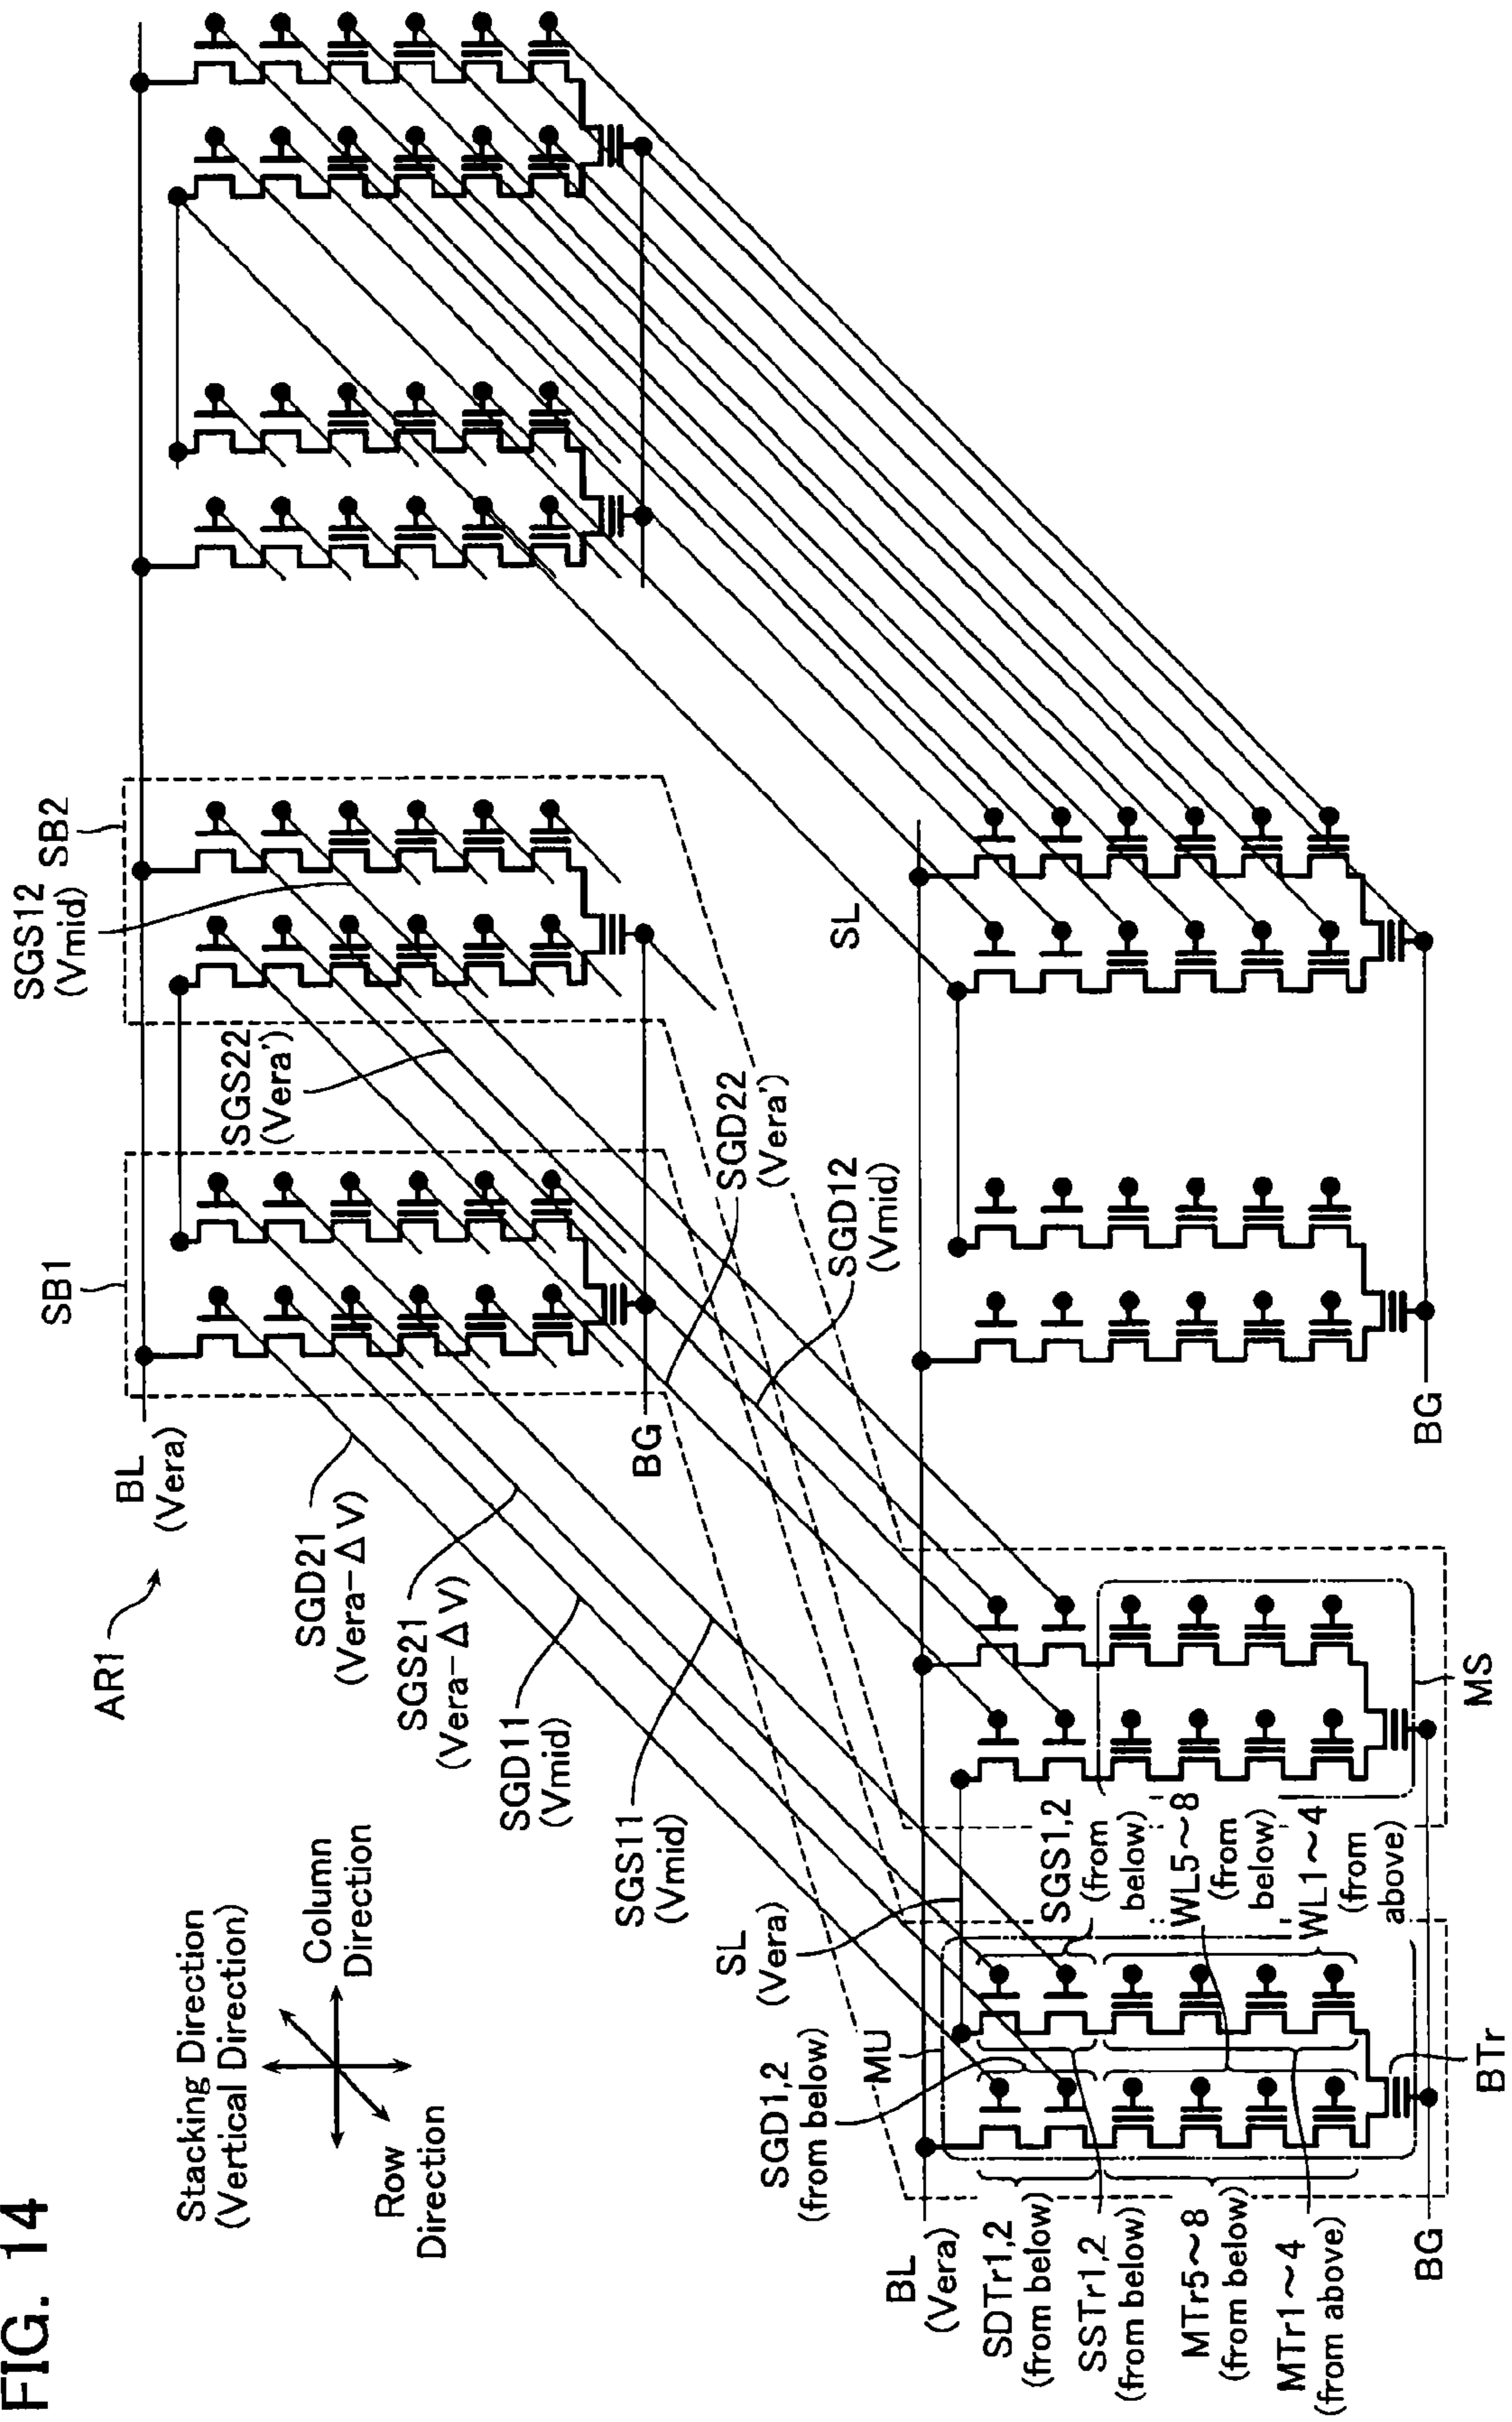 FIG. 14
Stacking Direction
(Vertical Direction)
Column
Direction
Row
Direction
AR1
BL
(Vera)
SB1
SB2
SGS12
(Vmid)
SGS22
(Vera')
SGD21
(Vera-ΔV)
SGS21
(Vera-ΔV)
SGD11
(Vmid)
SGS11
(Vmid)
BG
SGD22
(Vera')
SGD12
(Vmid)
SL
SL
(Vera)
MU
SGD1,2
(from below)
BL
(Vera)
SDTr1,2
(from below)
SSTr1,2
(from below)
MTr5~8
(from below)
MTr1~4
(from above)
SGS1,2
(from
below)
WL5~8
(from
below)
WL1~4
(from
above)
BG
BTr
MS
BG